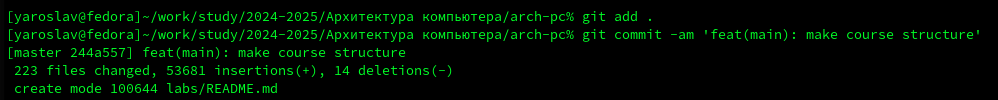 [yaroslav@fedora]~/work/study/2024-2025/Архитектура компьютера/arch-pc% git add .
[yaroslav@fedora]~/work/study/2024-2025/Архитектура компьютера/arch-pc% git commit -am 'feat(main): make course structure'
[master 244a557] feat(main): make course structure
 223 files changed, 53681 insertions(+), 14 deletions(-)
 create mode 100644 labs/README.md